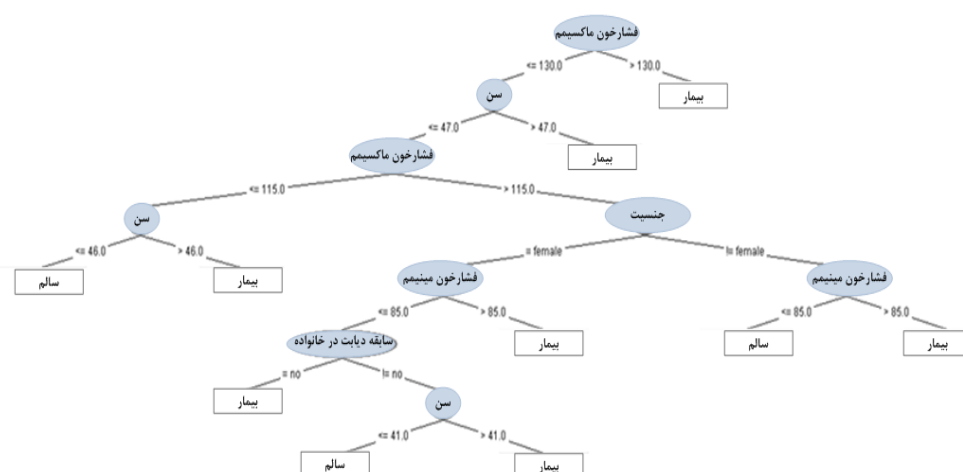 فشارخون ماکسیمم
<= 130.0
> 130.0
سن
بیمار
<= 47.0
> 47.0
فشارخون ماکسیمم
بیمار
<= 115.0
> 115.0
سن
جنسیت
<= 46.0
> 46.0
= female
!= female
سالم
بیمار
فشارخون مینیمم
فشارخون مینیمم
<= 85.0
> 85.0
<= 85.0
> 85.0
سابقه دیابت در خانواده
بیمار
سالم
بیمار
= no
!= no
بیمار
سن
<= 41.0
> 41.0
سالم
بیمار